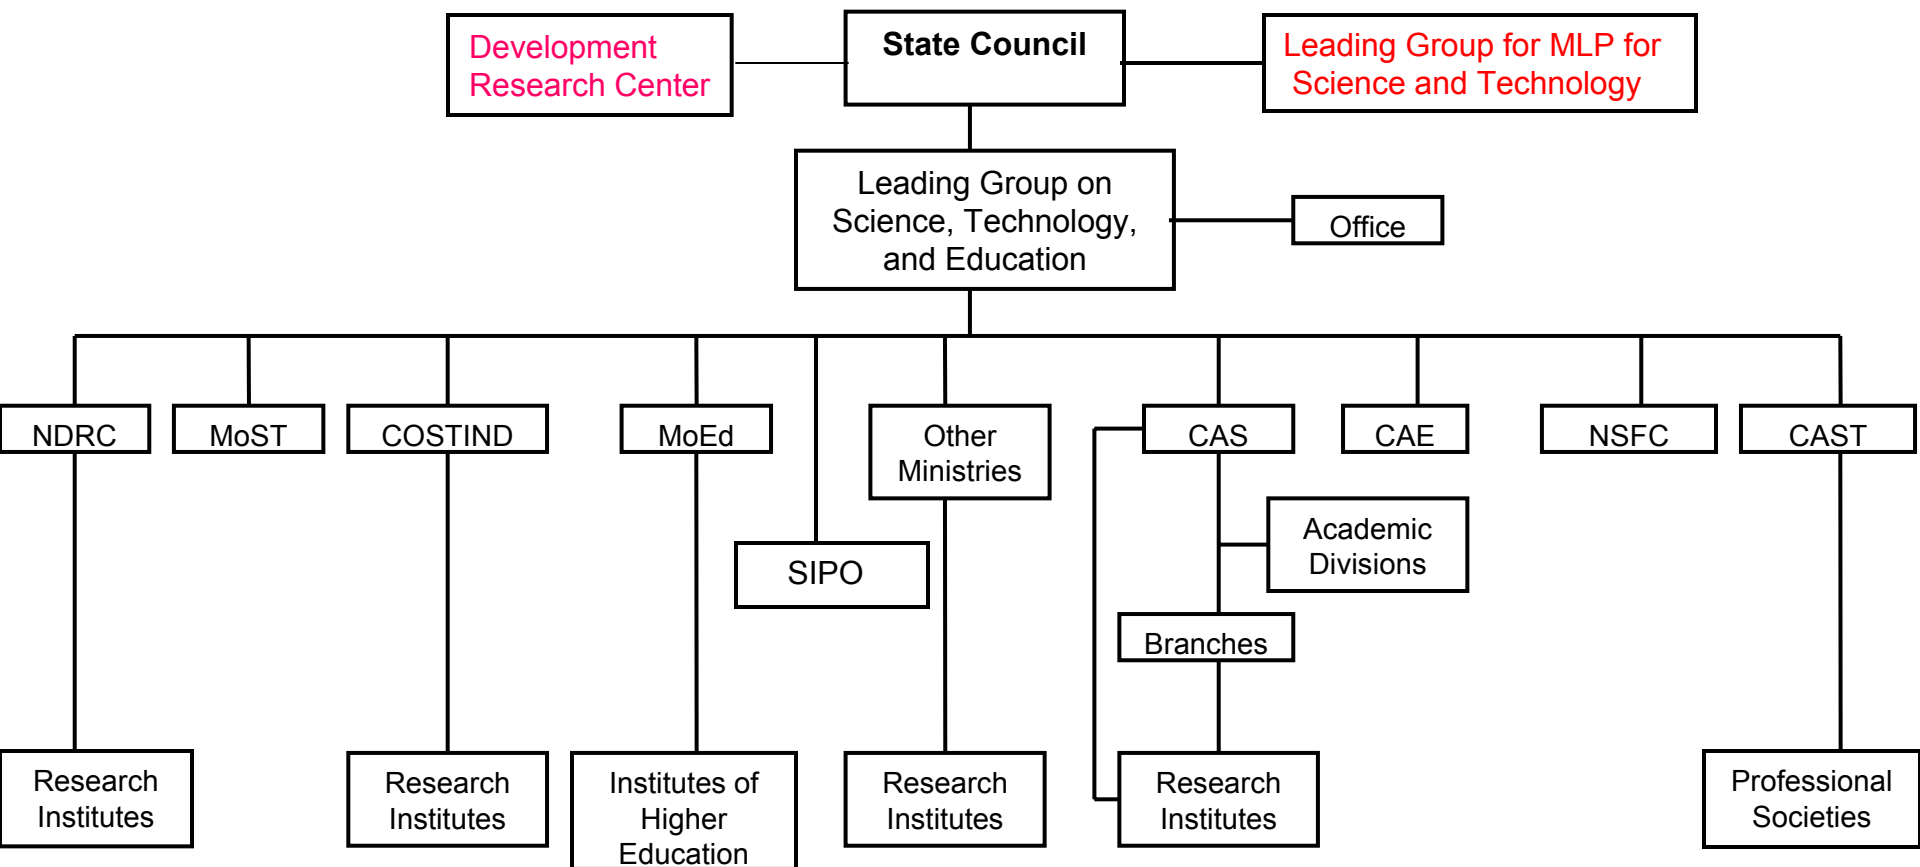 Development
Research Center
State Council
Leading Group for MLP for
Science and Technology
Leading Group on
Science, Technology,
and Education
Office
NDRC
MoST
COSTIND
MoEd
Other
Ministries
CAS
CAE
NSFC
CAST
SIPO
Academic
Divisions
Branches
Research
Institutes
Research
Institutes
Institutes of
Higher
Education
Research
Institutes
Research
Institutes
Professional
Societies